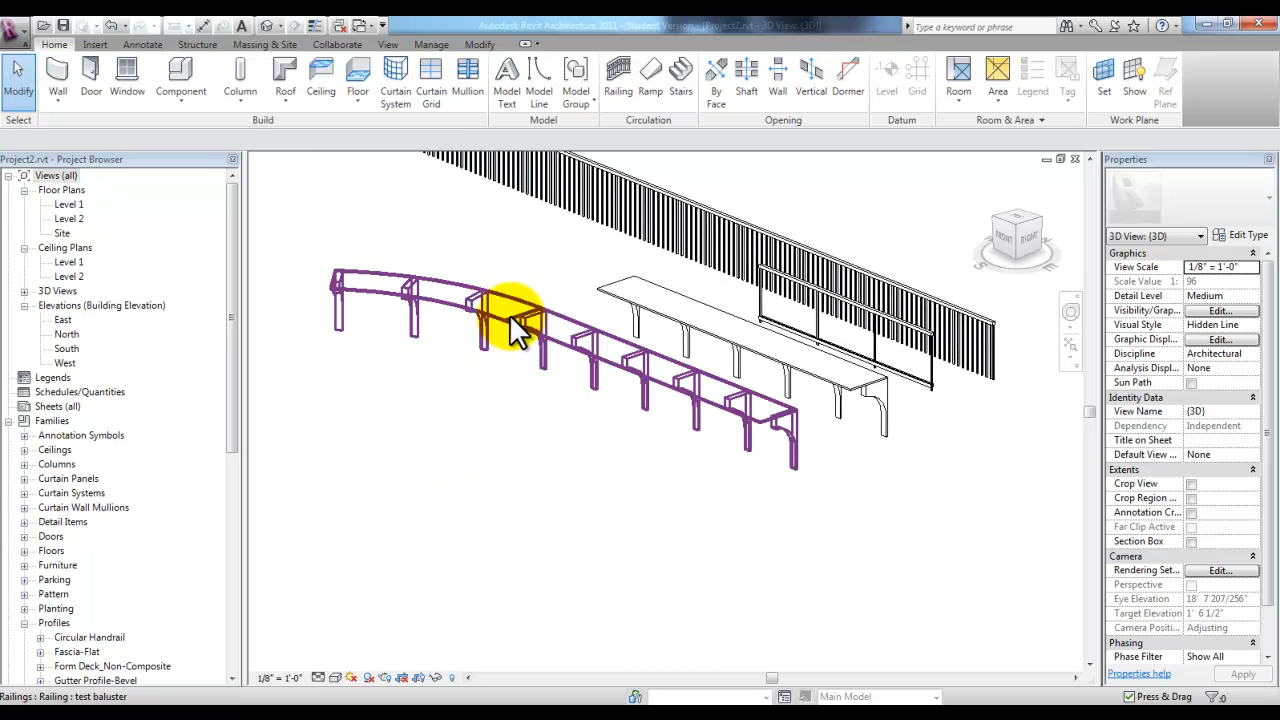 Autodesk Revit Architecture 2011 - Student Version - [Project2.rvt - 3D View: {3D}]
Type a keyword or phrase
Home Insert Annotate Structure Massing & Site Collaborate View Manage Modify
Modify Wall Door Window Component Column Roof Ceiling Floor Curtain System Curtain Grid Mullion Model Text Model Line Model Group Railing Ramp Stairs By Face Shaft Wall Vertical Dormer Level Grid Room Area Legend Tag Set Show Ref Plane
Select Build Model Circulation Opening Datum Room & Area Work Plane
Project2.rvt - Project Browser
Views (all)
Floor Plans
Level 1
Level 2
Site
Ceiling Plans
Level 1
Level 2
3D Views
Elevations (Building Elevation)
East
North
South
West
Legends
Schedules/Quantities
Sheets (all)
Families
Annotation Symbols
Ceilings
Columns
Curtain Panels
Curtain Systems
Curtain Wall Mullions
Detail Items
Doors
Floors
Furniture
Parking
Pattern
Planting
Profiles
Circular Handrail
Fascia-Flat
Form Deck_Non-Composite
Gutter Profile-Bevel
FRONT RIGHT
S E
Properties
3D View: {3D} Edit Type
Graphics
View Scale 1/8" = 1'-0"
Scale Value 1: 96
Detail Level Medium
Visibility/Grap... Edit...
Visual Style Hidden Line
Graphic Displ... Edit...
Discipline Architectural
Analysis Displ... None
Sun Path
Identity Data
View Name {3D}
Dependency Independent
Title on Sheet
Default View ... None
Extents
Crop View
Crop Region ...
Annotation Cr...
Far Clip Active
Section Box
Camera
Rendering Set... Edit...
Perspective
Eye Elevation 18' 7 207/256"
Target Elevation 1' 6 1/2"
Camera Positi... Adjusting
Phasing
Phase Filter Show All
Properties help Apply
1/8" = 1'-0"
Railings : Railing : test baluster
Main Model
Press & Drag
:0